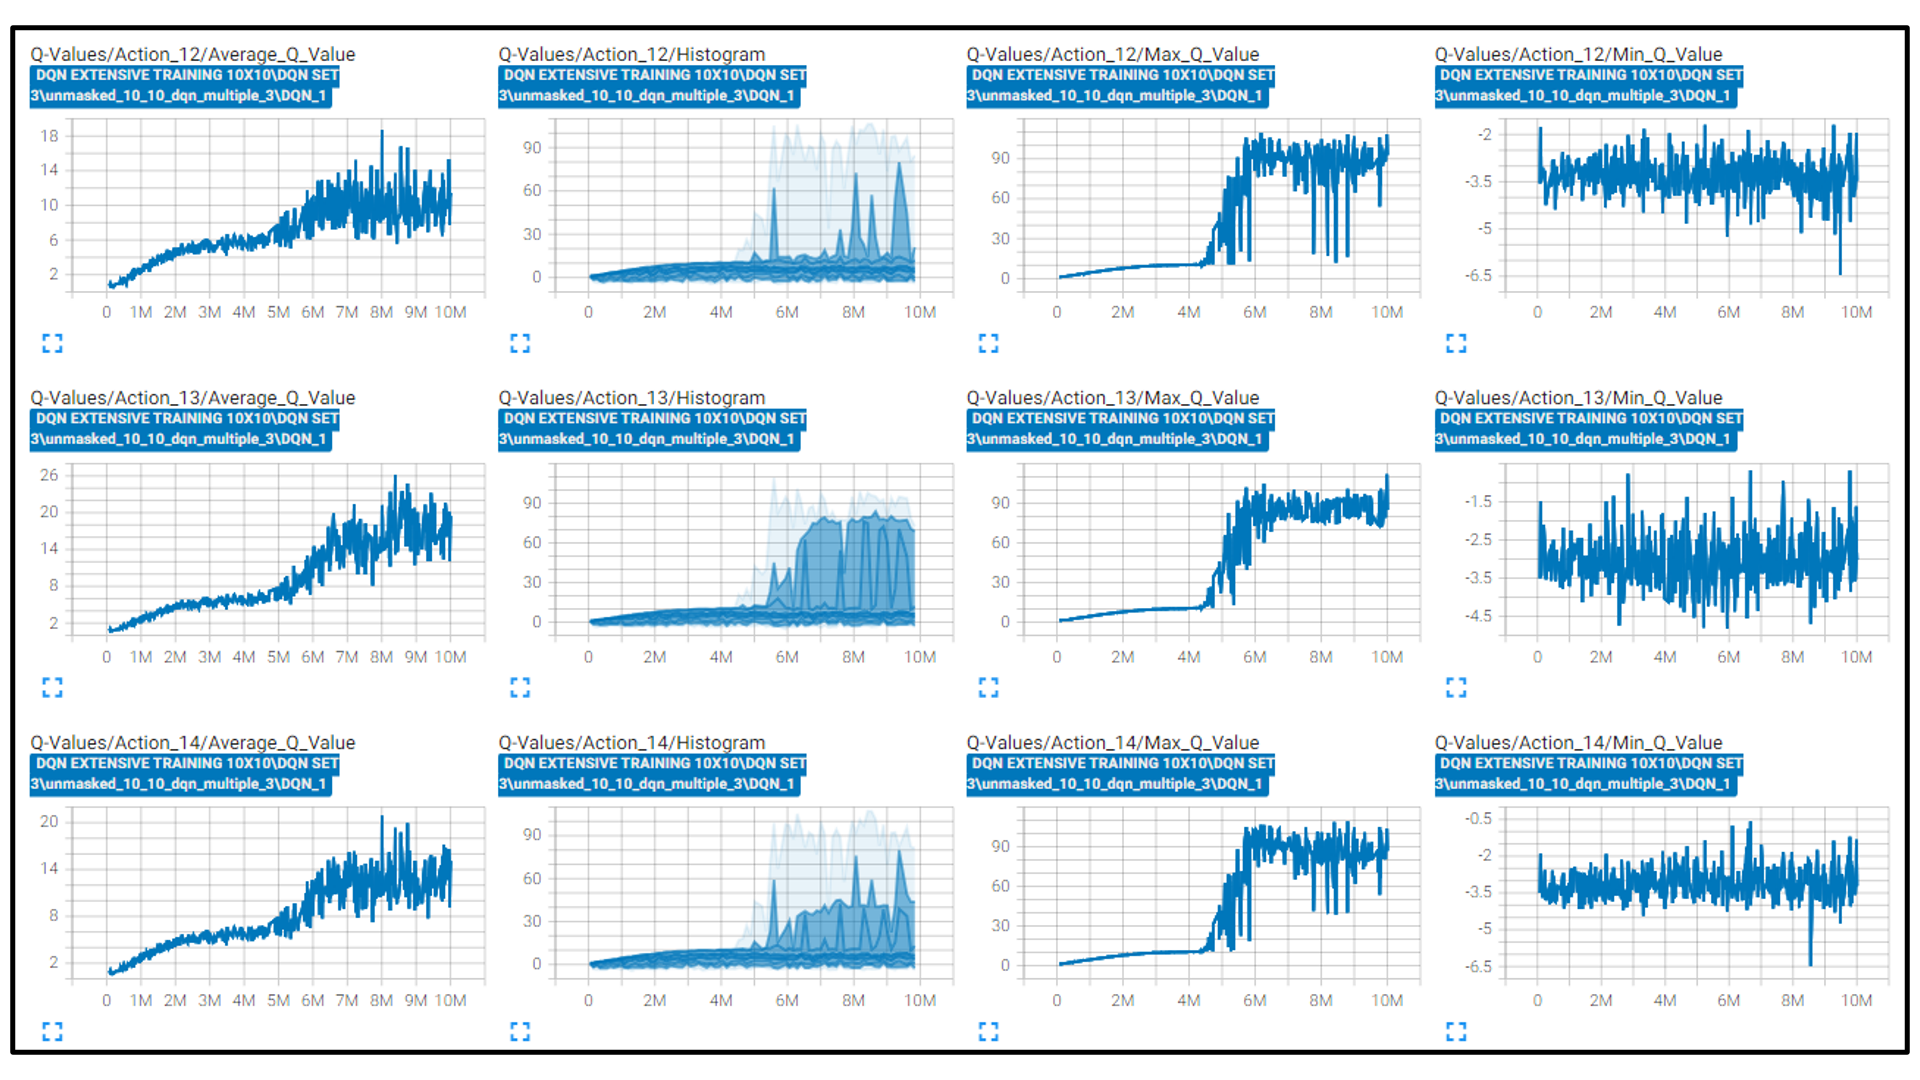 Q-Values/Action_12/Average_Q_Value
DQN EXTENSIVE TRAINING 10X10\DQN SET
3\unmasked_10_10_dqn_multiple_3\DQN_1
18
14
10
6
2
0 1M 2M 3M 4M 5M 6M 7M 8M 9M 10M
Q-Values/Action_12/Histogram
DQN EXTENSIVE TRAINING 10X10\DQN SET
3\unmasked_10_10_dqn_multiple_3\DQN_1
90
60
30
0
0 2M 4M 6M 8M 10M
Q-Values/Action_12/Max_Q_Value
DQN EXTENSIVE TRAINING 10X10\DQN SET
3\unmasked_10_10_dqn_multiple_3\DQN_1
90
60
30
0
0 2M 4M 6M 8M 10M
Q-Values/Action_12/Min_Q_Value
DQN EXTENSIVE TRAINING 10X10\DQN SET
3\unmasked_10_10_dqn_multiple_3\DQN_1
-2
-3.5
-5
-6.5
0 2M 4M 6M 8M 10M
Q-Values/Action_13/Average_Q_Value
DQN EXTENSIVE TRAINING 10X10\DQN SET
3\unmasked_10_10_dqn_multiple_3\DQN_1
26
20
14
8
2
0 1M 2M 3M 4M 5M 6M 7M 8M 9M 10M
Q-Values/Action_13/Histogram
DQN EXTENSIVE TRAINING 10X10\DQN SET
3\unmasked_10_10_dqn_multiple_3\DQN_1
90
60
30
0
0 2M 4M 6M 8M 10M
Q-Values/Action_13/Max_Q_Value
DQN EXTENSIVE TRAINING 10X10\DQN SET
3\unmasked_10_10_dqn_multiple_3\DQN_1
90
60
30
0
0 2M 4M 6M 8M 10M
Q-Values/Action_13/Min_Q_Value
DQN EXTENSIVE TRAINING 10X10\DQN SET
3\unmasked_10_10_dqn_multiple_3\DQN_1
-1.5
-2.5
-3.5
-4.5
0 2M 4M 6M 8M 10M
Q-Values/Action_14/Average_Q_Value
DQN EXTENSIVE TRAINING 10X10\DQN SET
3\unmasked_10_10_dqn_multiple_3\DQN_1
20
14
8
2
0 1M 2M 3M 4M 5M 6M 7M 8M 9M 10M
Q-Values/Action_14/Histogram
DQN EXTENSIVE TRAINING 10X10\DQN SET
3\unmasked_10_10_dqn_multiple_3\DQN_1
90
60
30
0
0 2M 4M 6M 8M 10M
Q-Values/Action_14/Max_Q_Value
DQN EXTENSIVE TRAINING 10X10\DQN SET
3\unmasked_10_10_dqn_multiple_3\DQN_1
90
60
30
0
0 2M 4M 6M 8M 10M
Q-Values/Action_14/Min_Q_Value
DQN EXTENSIVE TRAINING 10X10\DQN SET
3\unmasked_10_10_dqn_multiple_3\DQN_1
-0.5
-2
-3.5
-5
-6.5
0 2M 4M 6M 8M 10M